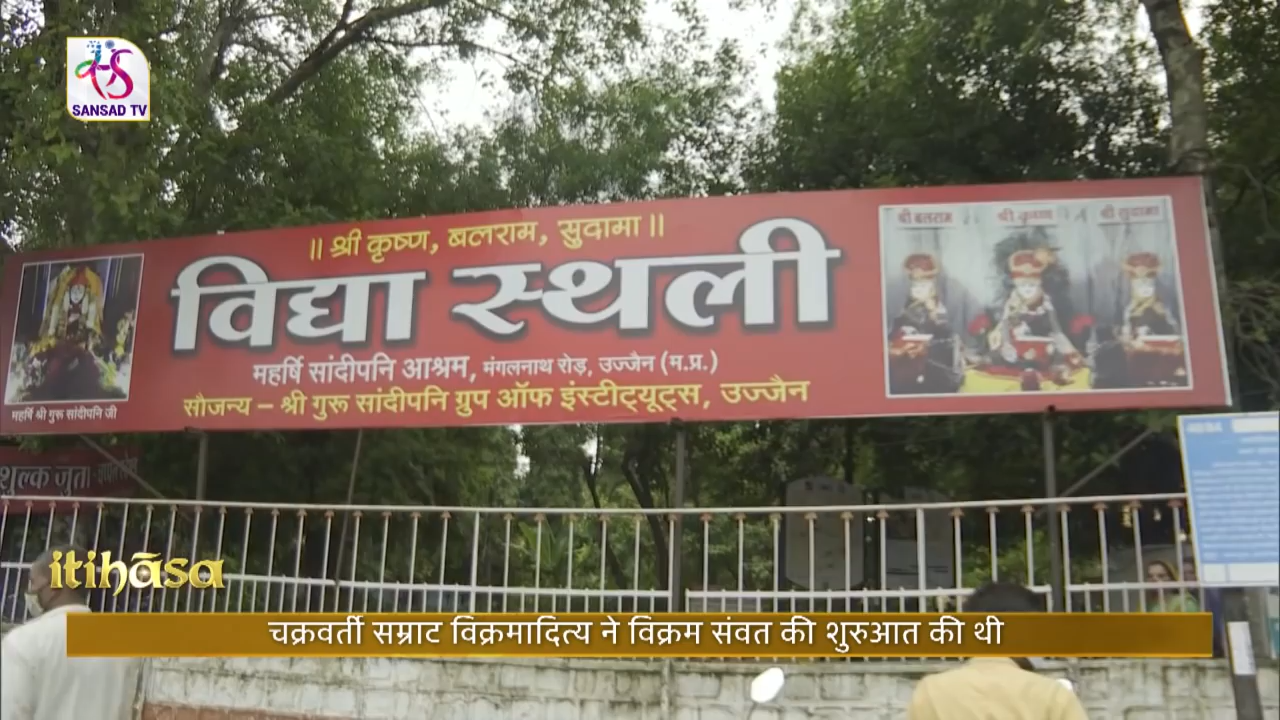 SANSAD TV
॥ श्री कृष्ण, बलराम, सुदामा ॥
विद्या स्थली
महर्षि सांदीपनि आश्रम, मंगलनाथ रोड़, उज्जैन (म.प्र.)
सौजन्य – श्री गुरू सांदीपनि ग्रुप ऑफ इंस्टीट्यूट्स, उज्जैन
महर्षि श्री गुरू सांदीपनि जी
श्री बलराम
श्री कृष्ण
श्री सुदामा
शुल्क जुता
itihāsa
चक्रवर्ती सम्राट विक्रमादित्य ने विक्रम संवत की शुरुआत की थी